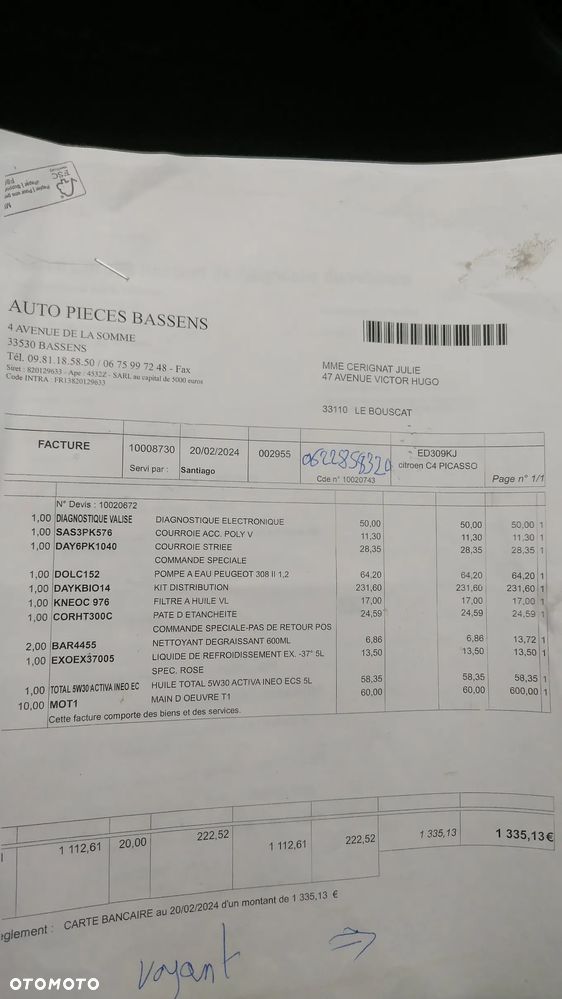 FSC
AUTO PIECES BASSENS
4 AVENUE DE LA SOMME
33530 BASSENS
Tél. 09.81.18.58.50 / 06 75 99 72 48 - Fax
Siret : 820129633 - Ape : 4532Z - SARL au capital de 5000 euros
Code INTRA : FR13820129633
MME CERIGNAT JULIE
47 AVENUE VICTOR HUGO
33110 LE BOUSCAT
FACTURE 10008730 20/02/2024 002955 0622858320 ED309KJ
citroen C4 PICASSO
Servi par : Santiago Cde n° 10020743 Page n° 1/1
N° Devis : 10020672
1,00 DIAGNOSTIQUE VALISE DIAGNOSTIQUE ELECTRONIQUE 50,00 50,00 50,00 1
1,00 SAS3PK576 COURROIE ACC. POLY V 11,30 11,30 11,30 1
1,00 DAY6PK1040 COURROIE STRIEE 28,35 28,35 28,35 1
COMMANDE SPECIALE
1,00 DOLC152 POMPE A EAU PEUGEOT 308 II 1,2 64,20 64,20 64,20 1
1,00 DAYKBIO14 KIT DISTRIBUTION 231,60 231,60 231,60 1
1,00 KNEOC 976 FILTRE A HUILE VL 17,00 17,00 17,00 1
1,00 CORHT300C PATE D ETANCHEITE 24,59 24,59 24,59 1
COMMANDE SPECIALE-PAS DE RETOUR POS
2,00 BAR4455 NETTOYANT DEGRAISSANT 600ML 6,86 6,86 13,72 1
1,00 EXOEX37005 LIQUIDE DE REFROIDISSEMENT EX. -37° 5L 13,50 13,50 13,50 1
SPEC. ROSE
1,00 TOTAL 5W30 ACTIVA INEO EC HUILE TOTAL 5W30 ACTIVA INEO ECS 5L 58,35 58,35 58,35 1
10,00 MOT1 MAIN D OEUVRE T1 60,00 60,00 600,00 1
Cette facture comporte des biens et des services.
1 112,61 20,00 222,52 1 112,61 222,52 1 335,13 1 335,13€
èglement : CARTE BANCAIRE au 20/02/2024 d'un montant de 1 335,13 €
voyant ⇒
OTOMOTO